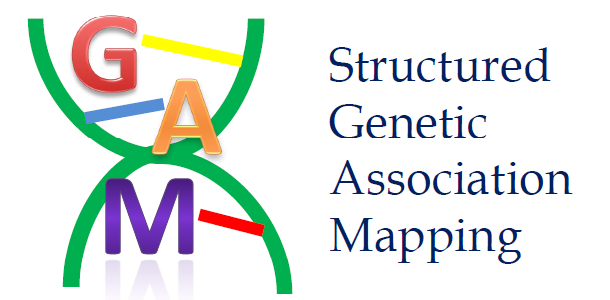 G
A
M
Structured
Genetic
Association
Mapping